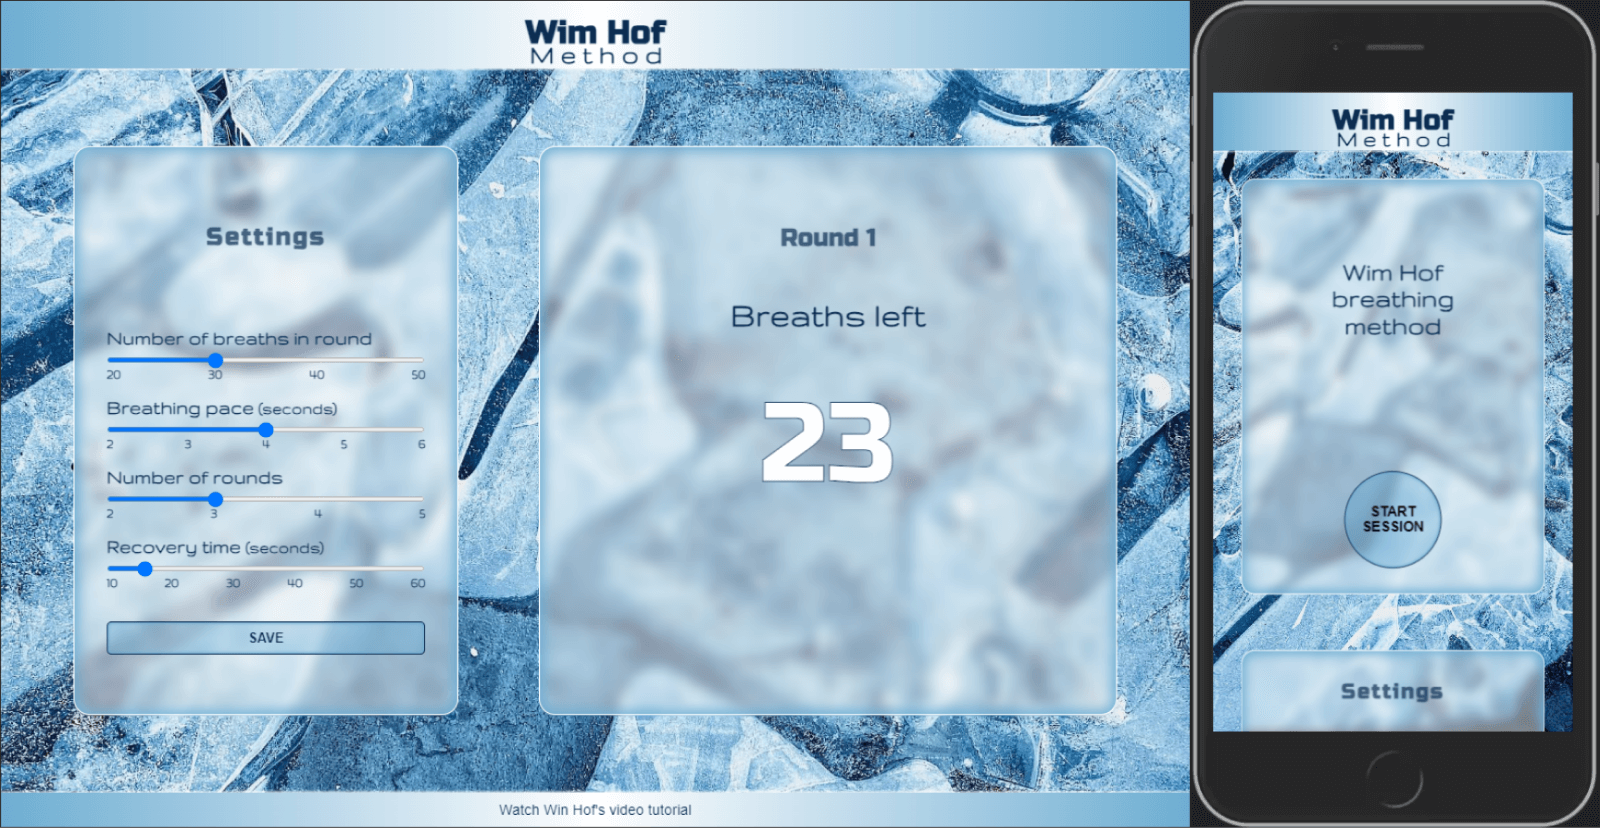 Wim Hof
Method
Settings
Number of breaths in round
20 30 40 50
Breathing pace (seconds)
2 3 4 5 6
Number of rounds
2 3 4 5
Recovery time (seconds)
10 20 30 40 50 60
SAVE
Round 1
Breaths left
23
Watch Win Hof's video tutorial
Wim Hof
Method
Wim Hof
breathing
method
START
SESSION
Settings